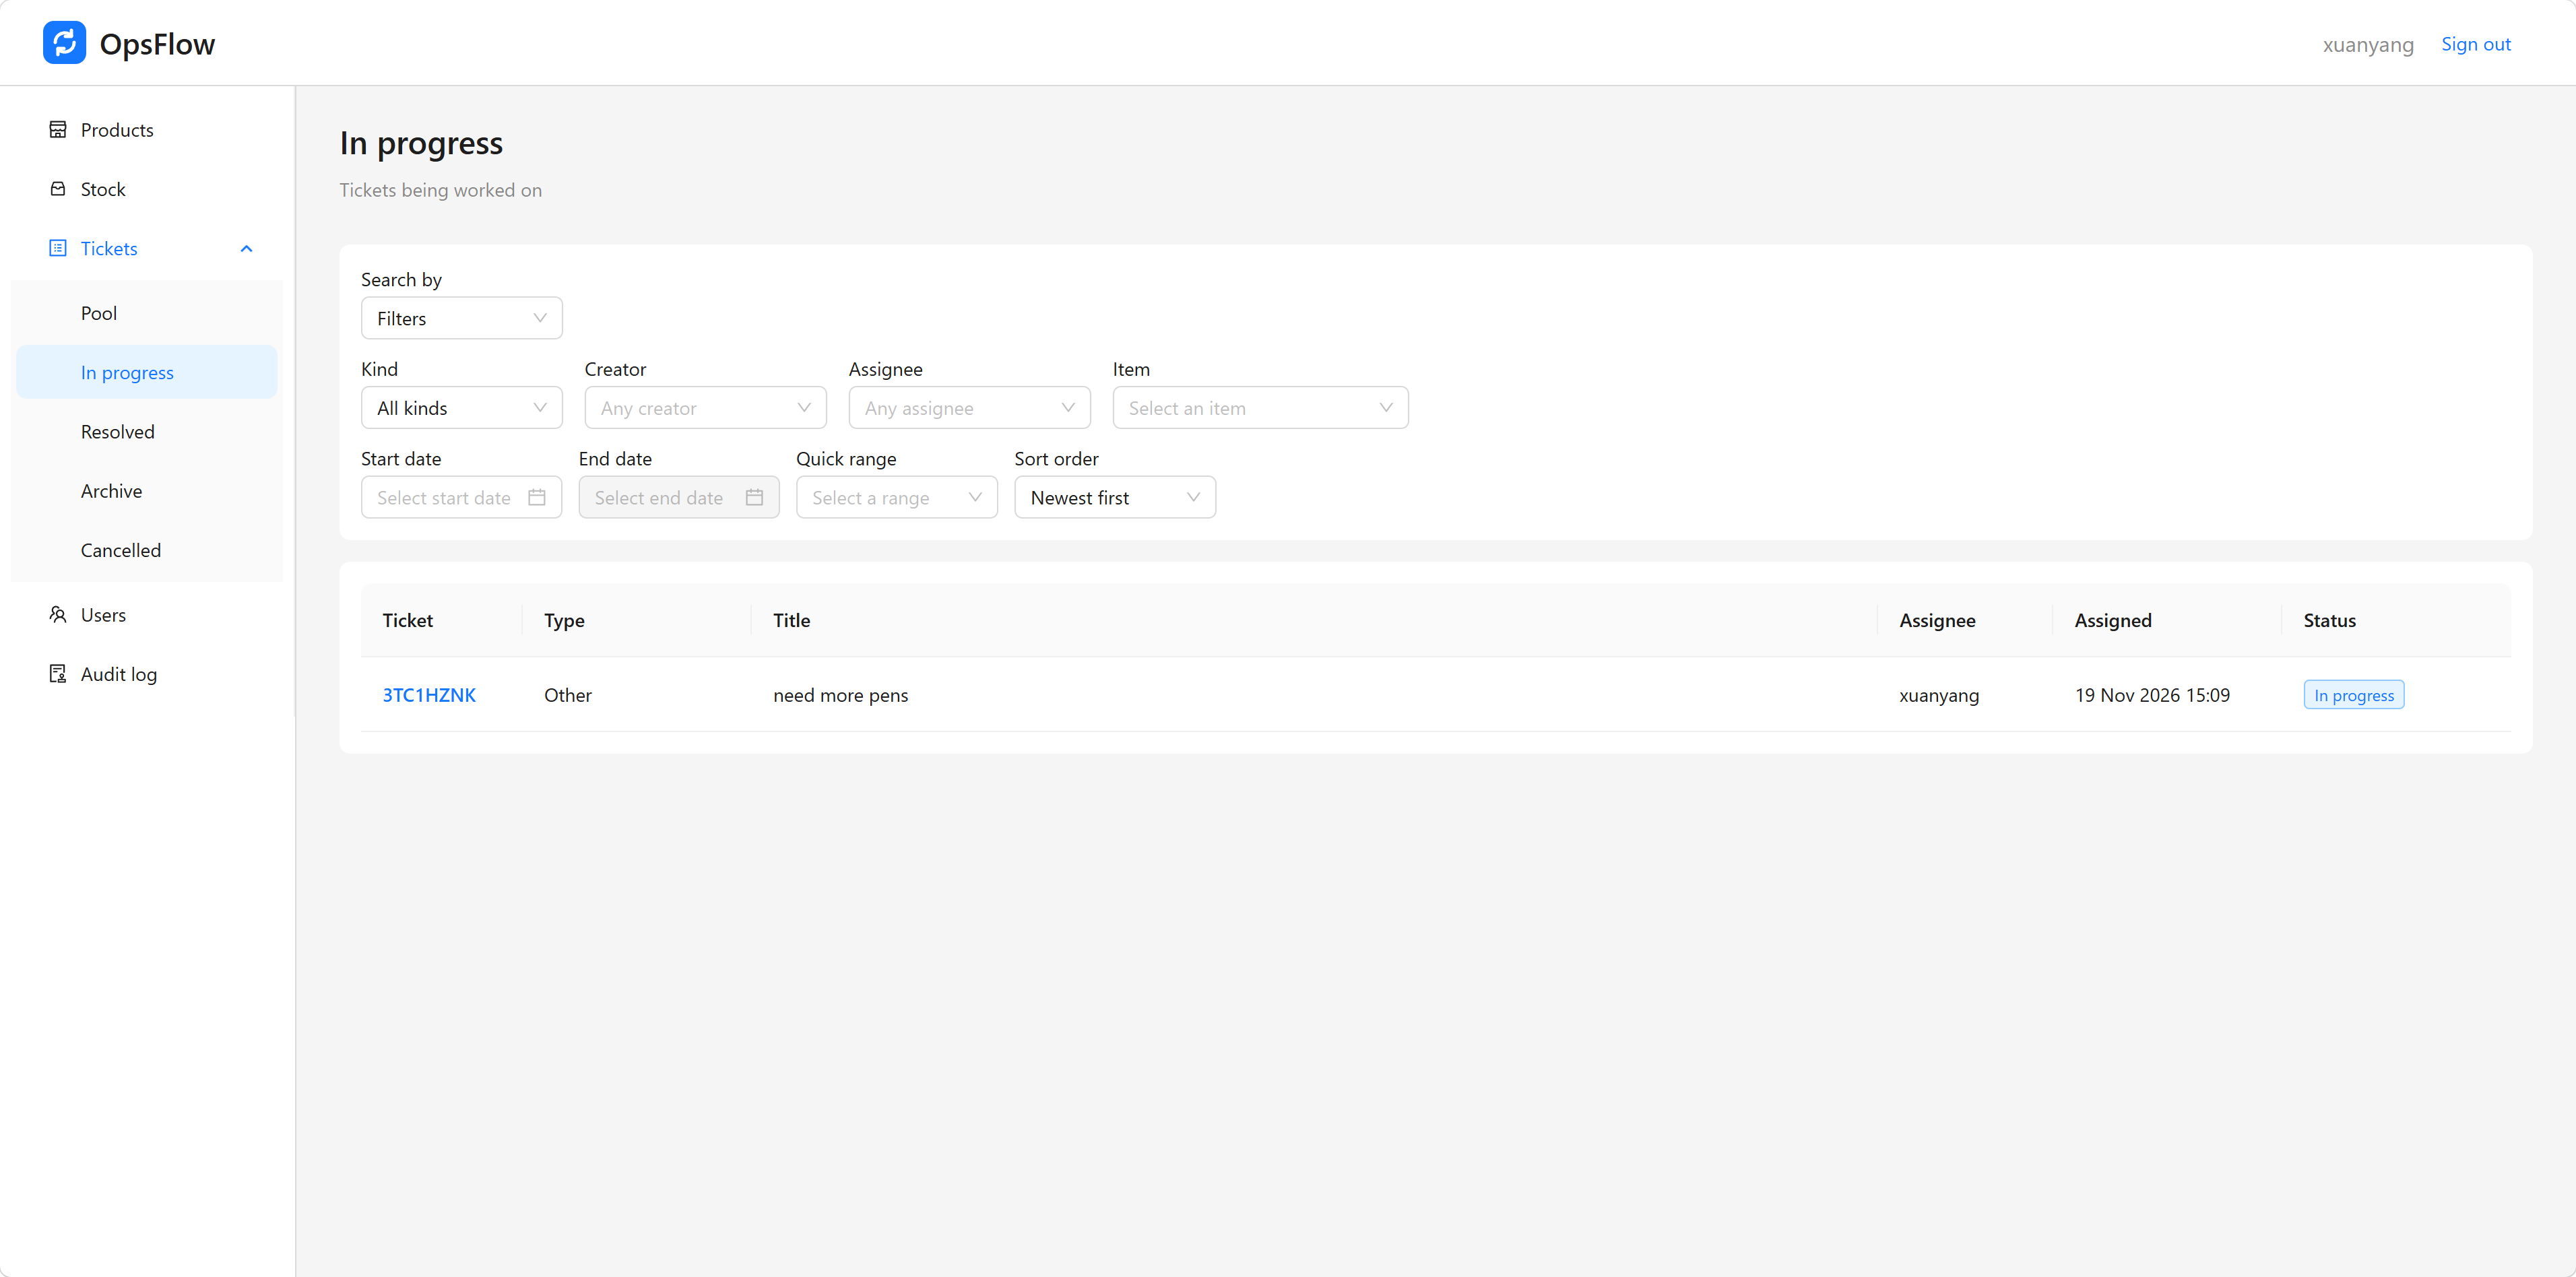 OpsFlow
xuanyang Sign out
Products
Stock
Tickets
Pool
In progress
Resolved
Archive
Cancelled
Users
Audit log
In progress
Tickets being worked on
Search by
Filters
Kind Creator Assignee Item
All kinds Any creator Any assignee Select an item
Start date End date Quick range Sort order
Select start date Select end date Select a range Newest first
Ticket Type Title Assignee Assigned Status
3TC1HZNK Other need more pens xuanyang 19 Nov 2026 15:09 In progress